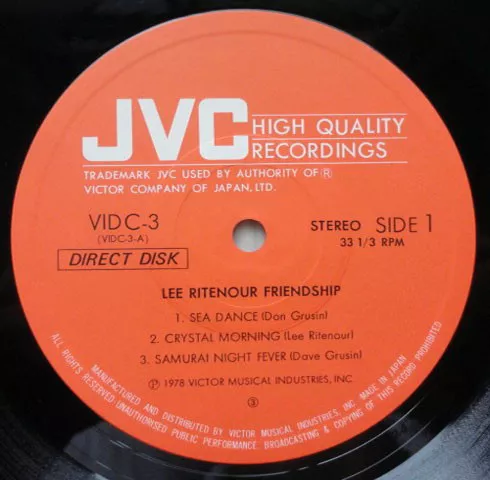 JVC
HIGH QUALITY
RECORDINGS
TRADEMARK JVC USED BY AUTHORITY OF Ⓡ
VICTOR COMPANY OF JAPAN, LTD.
VIDC-3
(VIDC-3-A)
DIRECT DISK
STEREO SIDE 1
33 1/3 RPM
LEE RITENOUR FRIENDSHIP
1. SEA DANCE (Don Grusin)
2. CRYSTAL MORNING (Lee Ritenour)
3. SAMURAI NIGHT FEVER (Dave Grusin)
Ⓟ 1978 VICTOR MUSICAL INDUSTRIES, INC.
③
MANUFACTURED AND DISTRIBUTED BY VICTOR MUSICAL INDUSTRIES, INC. MADE IN JAPAN
ALL RIGHTS RESERVED. UNAUTHORISED PUBLIC PERFORMANCE. BROADCASTING & COPYING OF THIS RECORD PROHIBITED